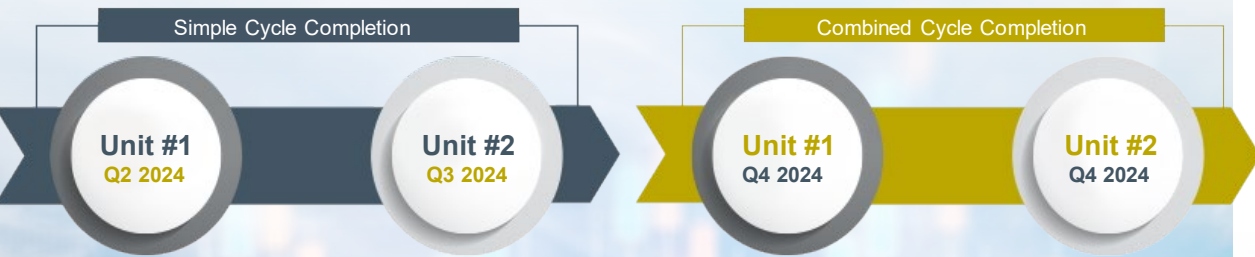 Simple Cycle Completion
Unit #1
Q2 2024
Unit #2
Q3 2024
Combined Cycle Completion
Unit #1
Q4 2024
Unit #2
Q4 2024